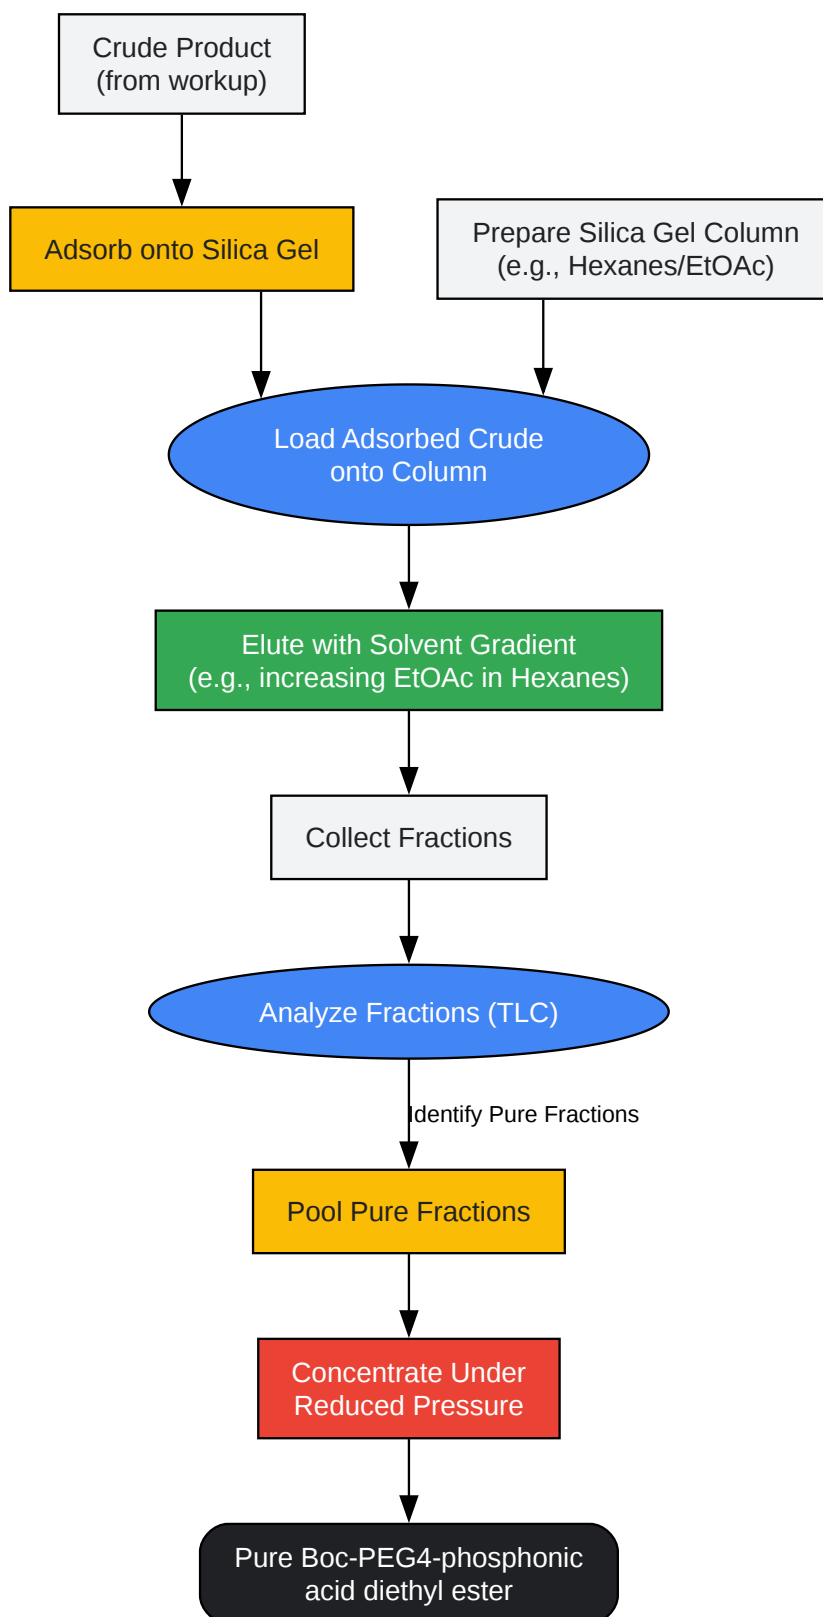 Crude Product
(from workup)
Adsorb onto Silica Gel
Prepare Silica Gel Column
(e.g., Hexanes/EtOAc)
Load Adsorbed Crude
onto Column
Elute with Solvent Gradient
(e.g., increasing EtOAc in Hexanes)
Collect Fractions
Analyze Fractions (TLC)
Identify Pure Fractions
Pool Pure Fractions
Concentrate Under
Reduced Pressure
Pure Boc-PEG4-phosphonic
acid diethyl ester